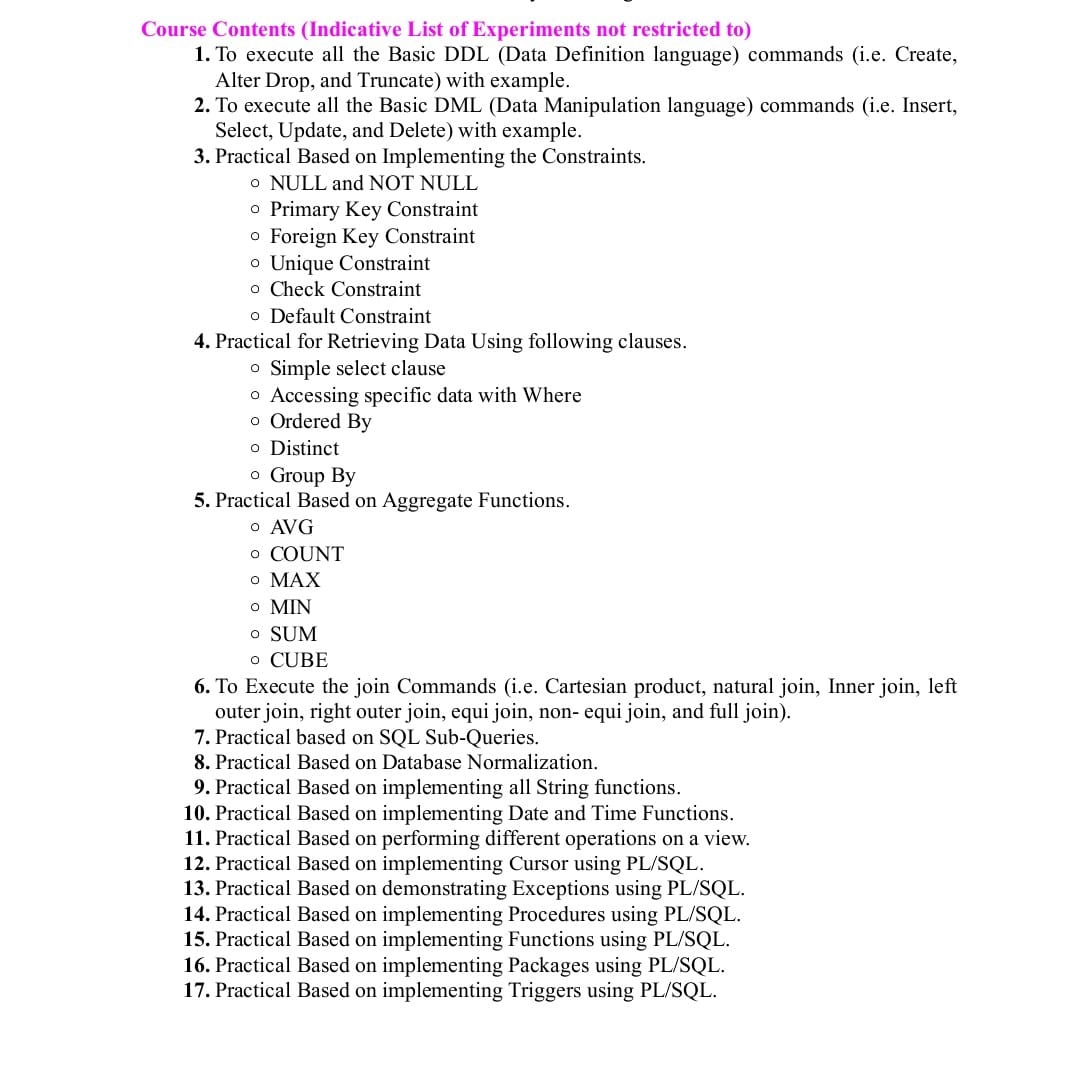 Course Contents (Indicative List of Experiments not restricted to)
1. To execute all the Basic DDL (Data Definition language) commands (i.e. Create,
Alter Drop, and Truncate) with example.
2. To execute all the Basic DML (Data Manipulation language) commands (i.e. Insert,
Select, Update, and Delete) with example.
3. Practical Based on Implementing the Constraints.
○ NULL and NOT NULL
○ Primary Key Constraint
○ Foreign Key Constraint
○ Unique Constraint
○ Check Constraint
○ Default Constraint
4. Practical for Retrieving Data Using following clauses.
○ Simple select clause
○ Accessing specific data with Where
○ Ordered By
○ Distinct
○ Group By
5. Practical Based on Aggregate Functions.
○ AVG
○ COUNT
○ MAX
○ MIN
○ SUM
○ CUBE
6. To Execute the join Commands (i.e. Cartesian product, natural join, Inner join, left
outer join, right outer join, equi join, non- equi join, and full join).
7. Practical based on SQL Sub-Queries.
8. Practical Based on Database Normalization.
9. Practical Based on implementing all String functions.
10. Practical Based on implementing Date and Time Functions.
11. Practical Based on performing different operations on a view.
12. Practical Based on implementing Cursor using PL/SQL.
13. Practical Based on demonstrating Exceptions using PL/SQL.
14. Practical Based on implementing Procedures using PL/SQL.
15. Practical Based on implementing Functions using PL/SQL.
16. Practical Based on implementing Packages using PL/SQL.
17. Practical Based on implementing Triggers using PL/SQL.